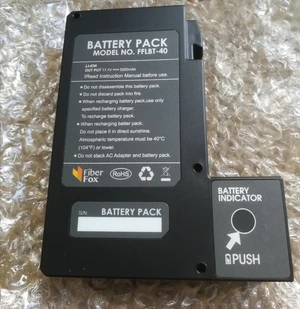 BATTERY PACK
MODEL NO. FFLBT-40
Li-ION
OUT PUT 11.1V 5200mAh
!Read Instruction Manual before use
● Do not disassemble this battery pack.
● Do not discard pack into fire.
● When recharging battery pack,use only
specified battery charger.
To recharge battery pack.
● When recharging batter pack.
Do not place it in direct sunshine.
Atmospheric temperature must be 40°C
(104°F) or lower.
● Do not stack AC Adapter and battery pack.
Fiber
Fox
RoHS
S/N
BATTERY PACK
BATTERY
INDICATOR
PUSH